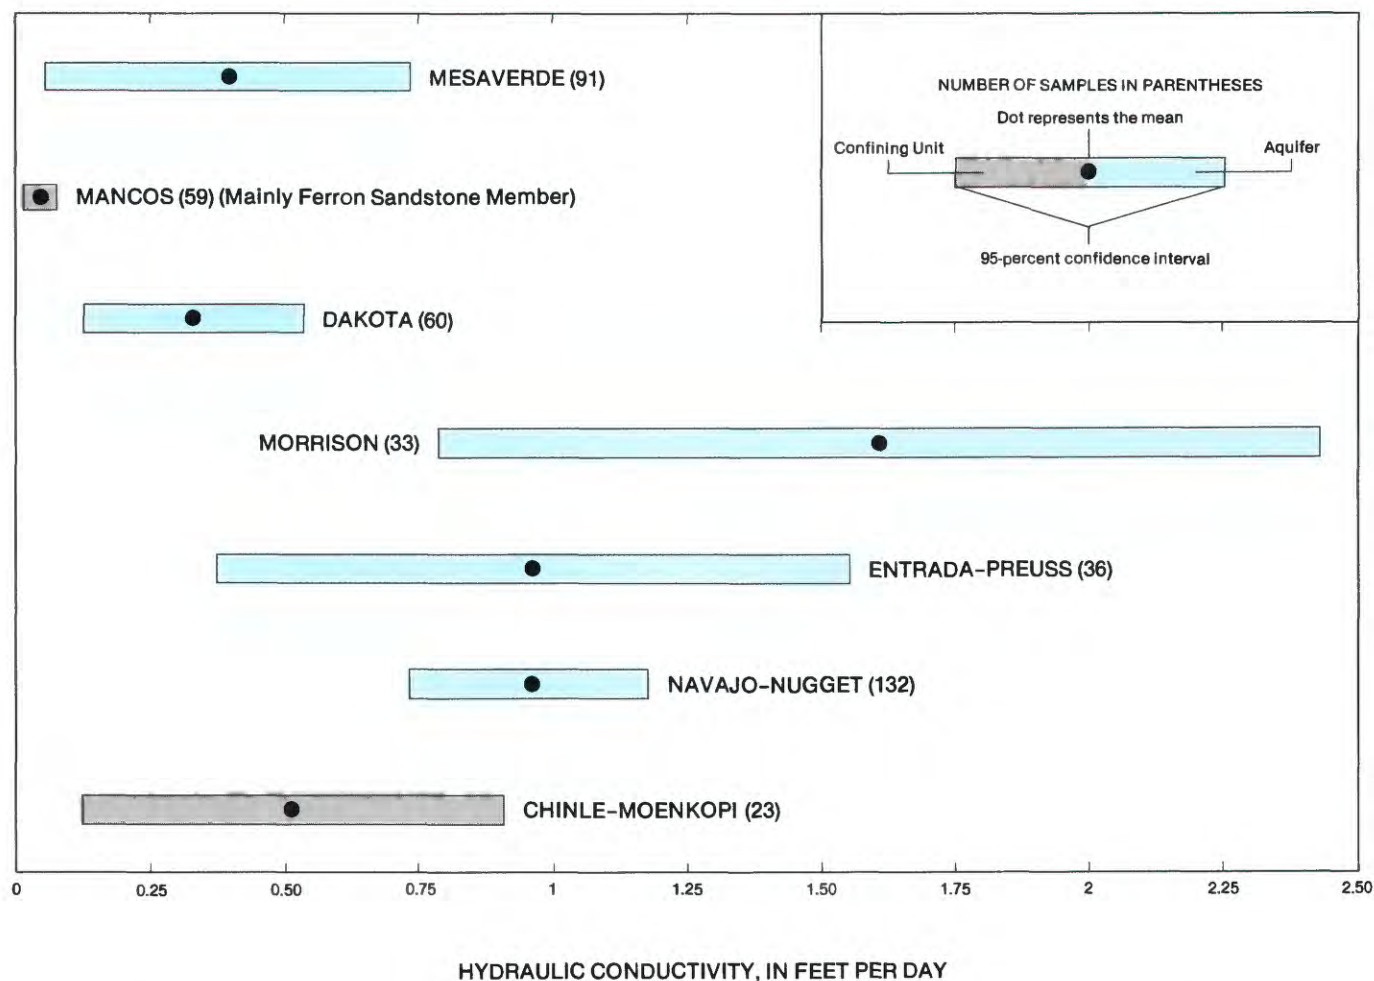 MESAVERDE (91)
NUMBER OF SAMPLES IN PARENTHESES
Dot represents the mean
Confining Unit
Aquifer
95-percent confidence interval
MANCOS (59) (Mainly Ferron Sandstone Member)
DAKOTA (60)
MORRISON (33)
ENTRADA-PREUSS (36)
NAVAJO-NUGGET (132)
CHINLE-MOENKOPI (23)
0 0.25 0.50 0.75 1 1.25 1.50 1.75 2 2.25 2.50
HYDRAULIC CONDUCTIVITY, IN FEET PER DAY